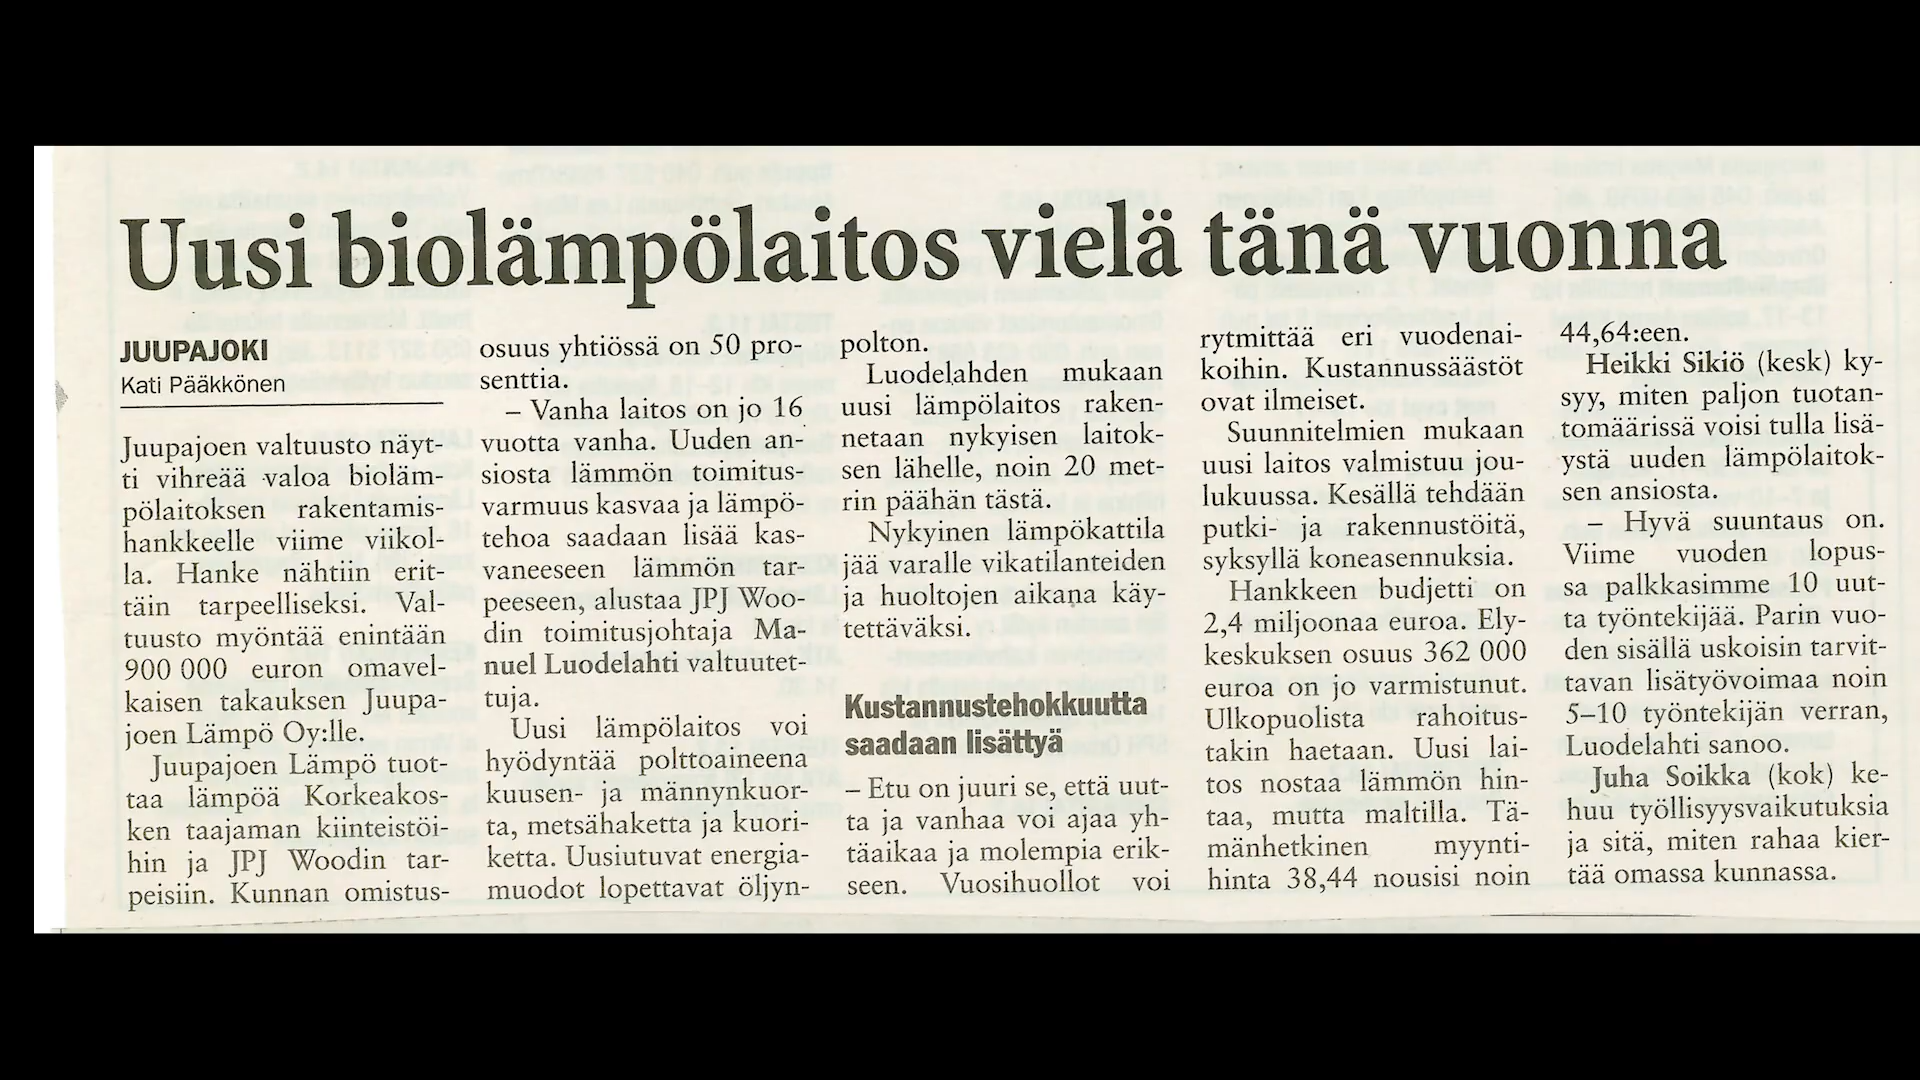 Uusi biolämpölaitos vielä tänä vuonna
JUUPAJOKI
Kati Pääkkönen
Juupajoen valtuusto näyt-
ti vihreää valoa bioläm-
pölaitoksen rakentamis-
hankkeelle viime viikol-
la. Hanke nähtiin erit-
täin tarpeelliseksi. Val-
tuusto myöntää enintään
900 000 euron omavel-
kaisen takauksen Juupa-
joen Lämpö Oy:lle.
Juupajoen Lämpö tuot-
taa lämpöä Korkeakos-
ken taajaman kiinteistöi-
hin ja JPJ Woodin tar-
peisiin. Kunnan omistus-
osuus yhtiössä on 50 pro-
senttia.
– Vanha laitos on jo 16
vuotta vanha. Uuden an-
siosta lämmön toimitus-
varmuus kasvaa ja lämpö-
tehoa saadaan lisää kas-
vaneeseen lämmön tar-
peeseen, alustaa JPJ Woo-
din toimitusjohtaja Ma-
nuel Luodelahti valtuutet-
tuja.
Uusi lämpölaitos voi
hyödyntää polttoaineena
kuusen- ja männynkuor-
ta, metsähaketta ja kuori-
ketta. Uusiutuvat energia-
muodot lopettavat öljyn-
polton.
Luodelahden mukaan
uusi lämpölaitos raken-
netaan nykyisen laitok-
sen lähelle, noin 20 met-
rin päähän tästä.
Nykyinen lämpökattila
jää varalle vikatilanteiden
ja huoltojen aikana käy-
tettäväksi.
Kustannustehokkuutta
saadaan lisättyä
– Etu on juuri se, että uut-
ta ja vanhaa voi ajaa yh-
täaikaa ja molempia erik-
seen. Vuosihuollot voi
rytmittää eri vuodenai-
koihin. Kustannussäästöt
ovat ilmeiset.
Suunnitelmien mukaan
uusi laitos valmistuu jou-
lukuussa. Kesällä tehdään
putki- ja rakennustöitä,
syksyllä koneasennuksia.
Hankkeen budjetti on
2,4 miljoonaa euroa. Ely-
keskuksen osuus 362 000
euroa on jo varmistunut.
Ulkopuolista rahoitus-
takin haetaan. Uusi lai-
tos nostaa lämmön hin-
taa, mutta maltilla. Tä-
mänhetkinen myynti-
hinta 38,44 nousisi noin
44,64:een.
Heikki Sikiö (kesk) ky-
syy, miten paljon tuotan-
tomäärissä voisi tulla lisä-
ystä uuden lämpölaitok-
sen ansiosta.
– Hyvä suuntaus on.
Viime vuoden lopus-
sa palkkasimme 10 uut-
ta työntekijää. Parin vuo-
den sisällä uskoisin tarvit-
tavan lisätyövoimaa noin
5–10 työntekijän verran,
Luodelahti sanoo.
Juha Soikka (kok) ke-
huu työllisyysvaikutuksia
ja sitä, miten rahaa kier-
tää omassa kunnassa.